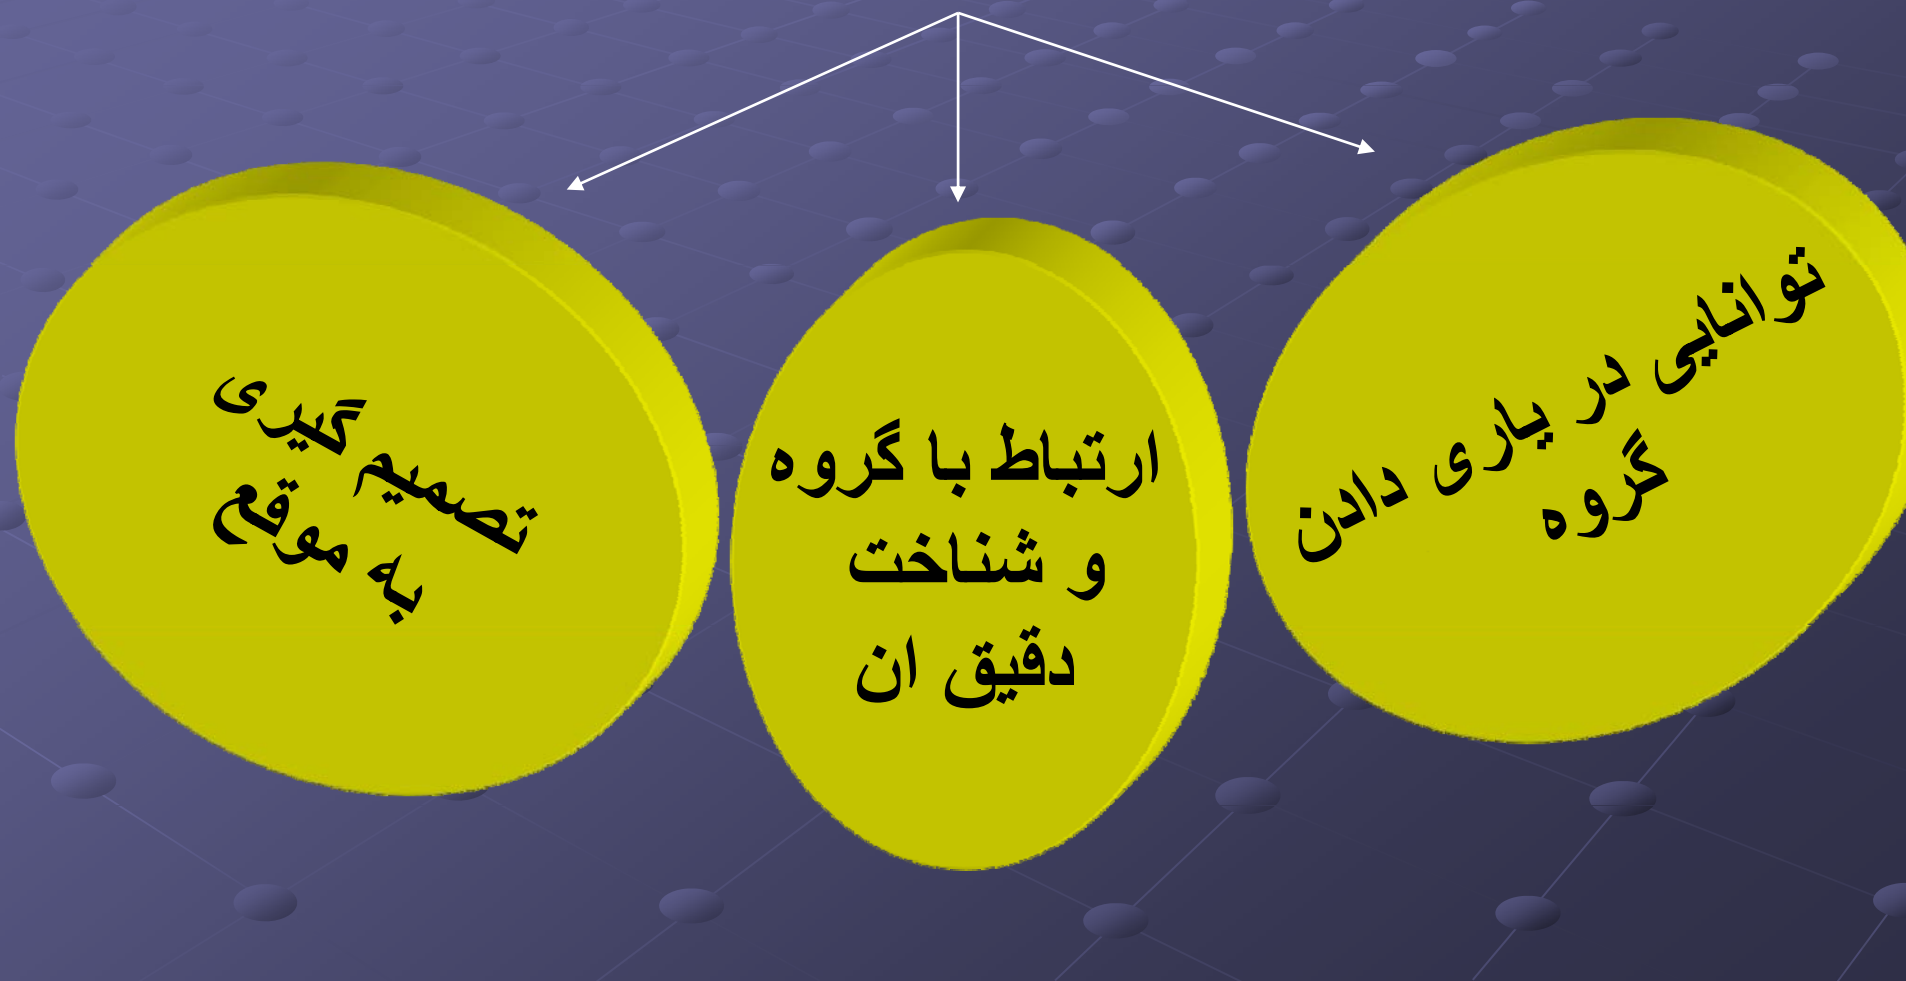 توانایی در یاری دادن
گروه
ارتباط با گروه
و شناخت
دقیق ان
تصمیم گیری
به موقع